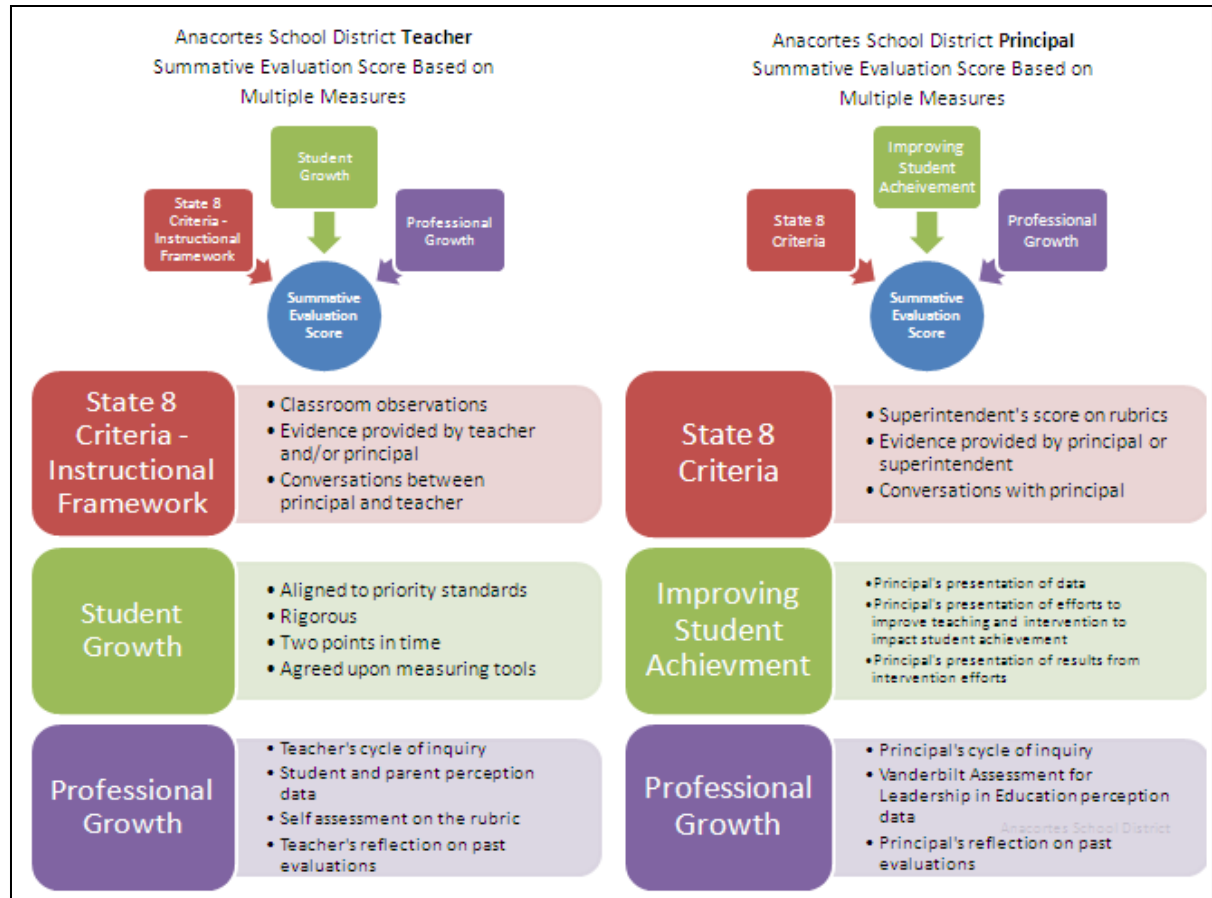 Anacortes School District Teacher
Summative Evaluation Score Based on
Multiple Measures
Student
Growth
State 8
Criteria -
Instructional
Framework
Professional
Growth
Summative
Evaluation
Score
State 8
Criteria -
Instructional
Framework
• Classroom observations
• Evidence provided by teacher
and/or principal
• Conversations between
principal and teacher
Student
Growth
• Aligned to priority standards
• Rigorous
• Two points in time
• Agreed upon measuring tools
Professional
Growth
• Teacher's cycle of inquiry
• Student and parent perception
data
• Self assessment on the rubric
• Teacher's reflection on past
evaluations
Anacortes School District Principal
Summative Evaluation Score Based on
Multiple Measures
Improving
Student
Acheivement
State 8
Criteria
Professional
Growth
Summative
Evaluation
Score
State 8
Criteria
• Superintendent's score on rubrics
• Evidence provided by principal or
superintendent
• Conversations with principal
Improving
Student
Achievment
• Principal's presentation of data
• Principal's presentation of efforts to
improve teaching and intervention to
impact student achievement
• Principal's presentation of results from
intervention efforts
Professional
Growth
• Principal's cycle of inquiry
• Vanderbilt Assessment for
Leadership in Education perception
data
Anacortes School District
• Principal's reflection on past
evaluations